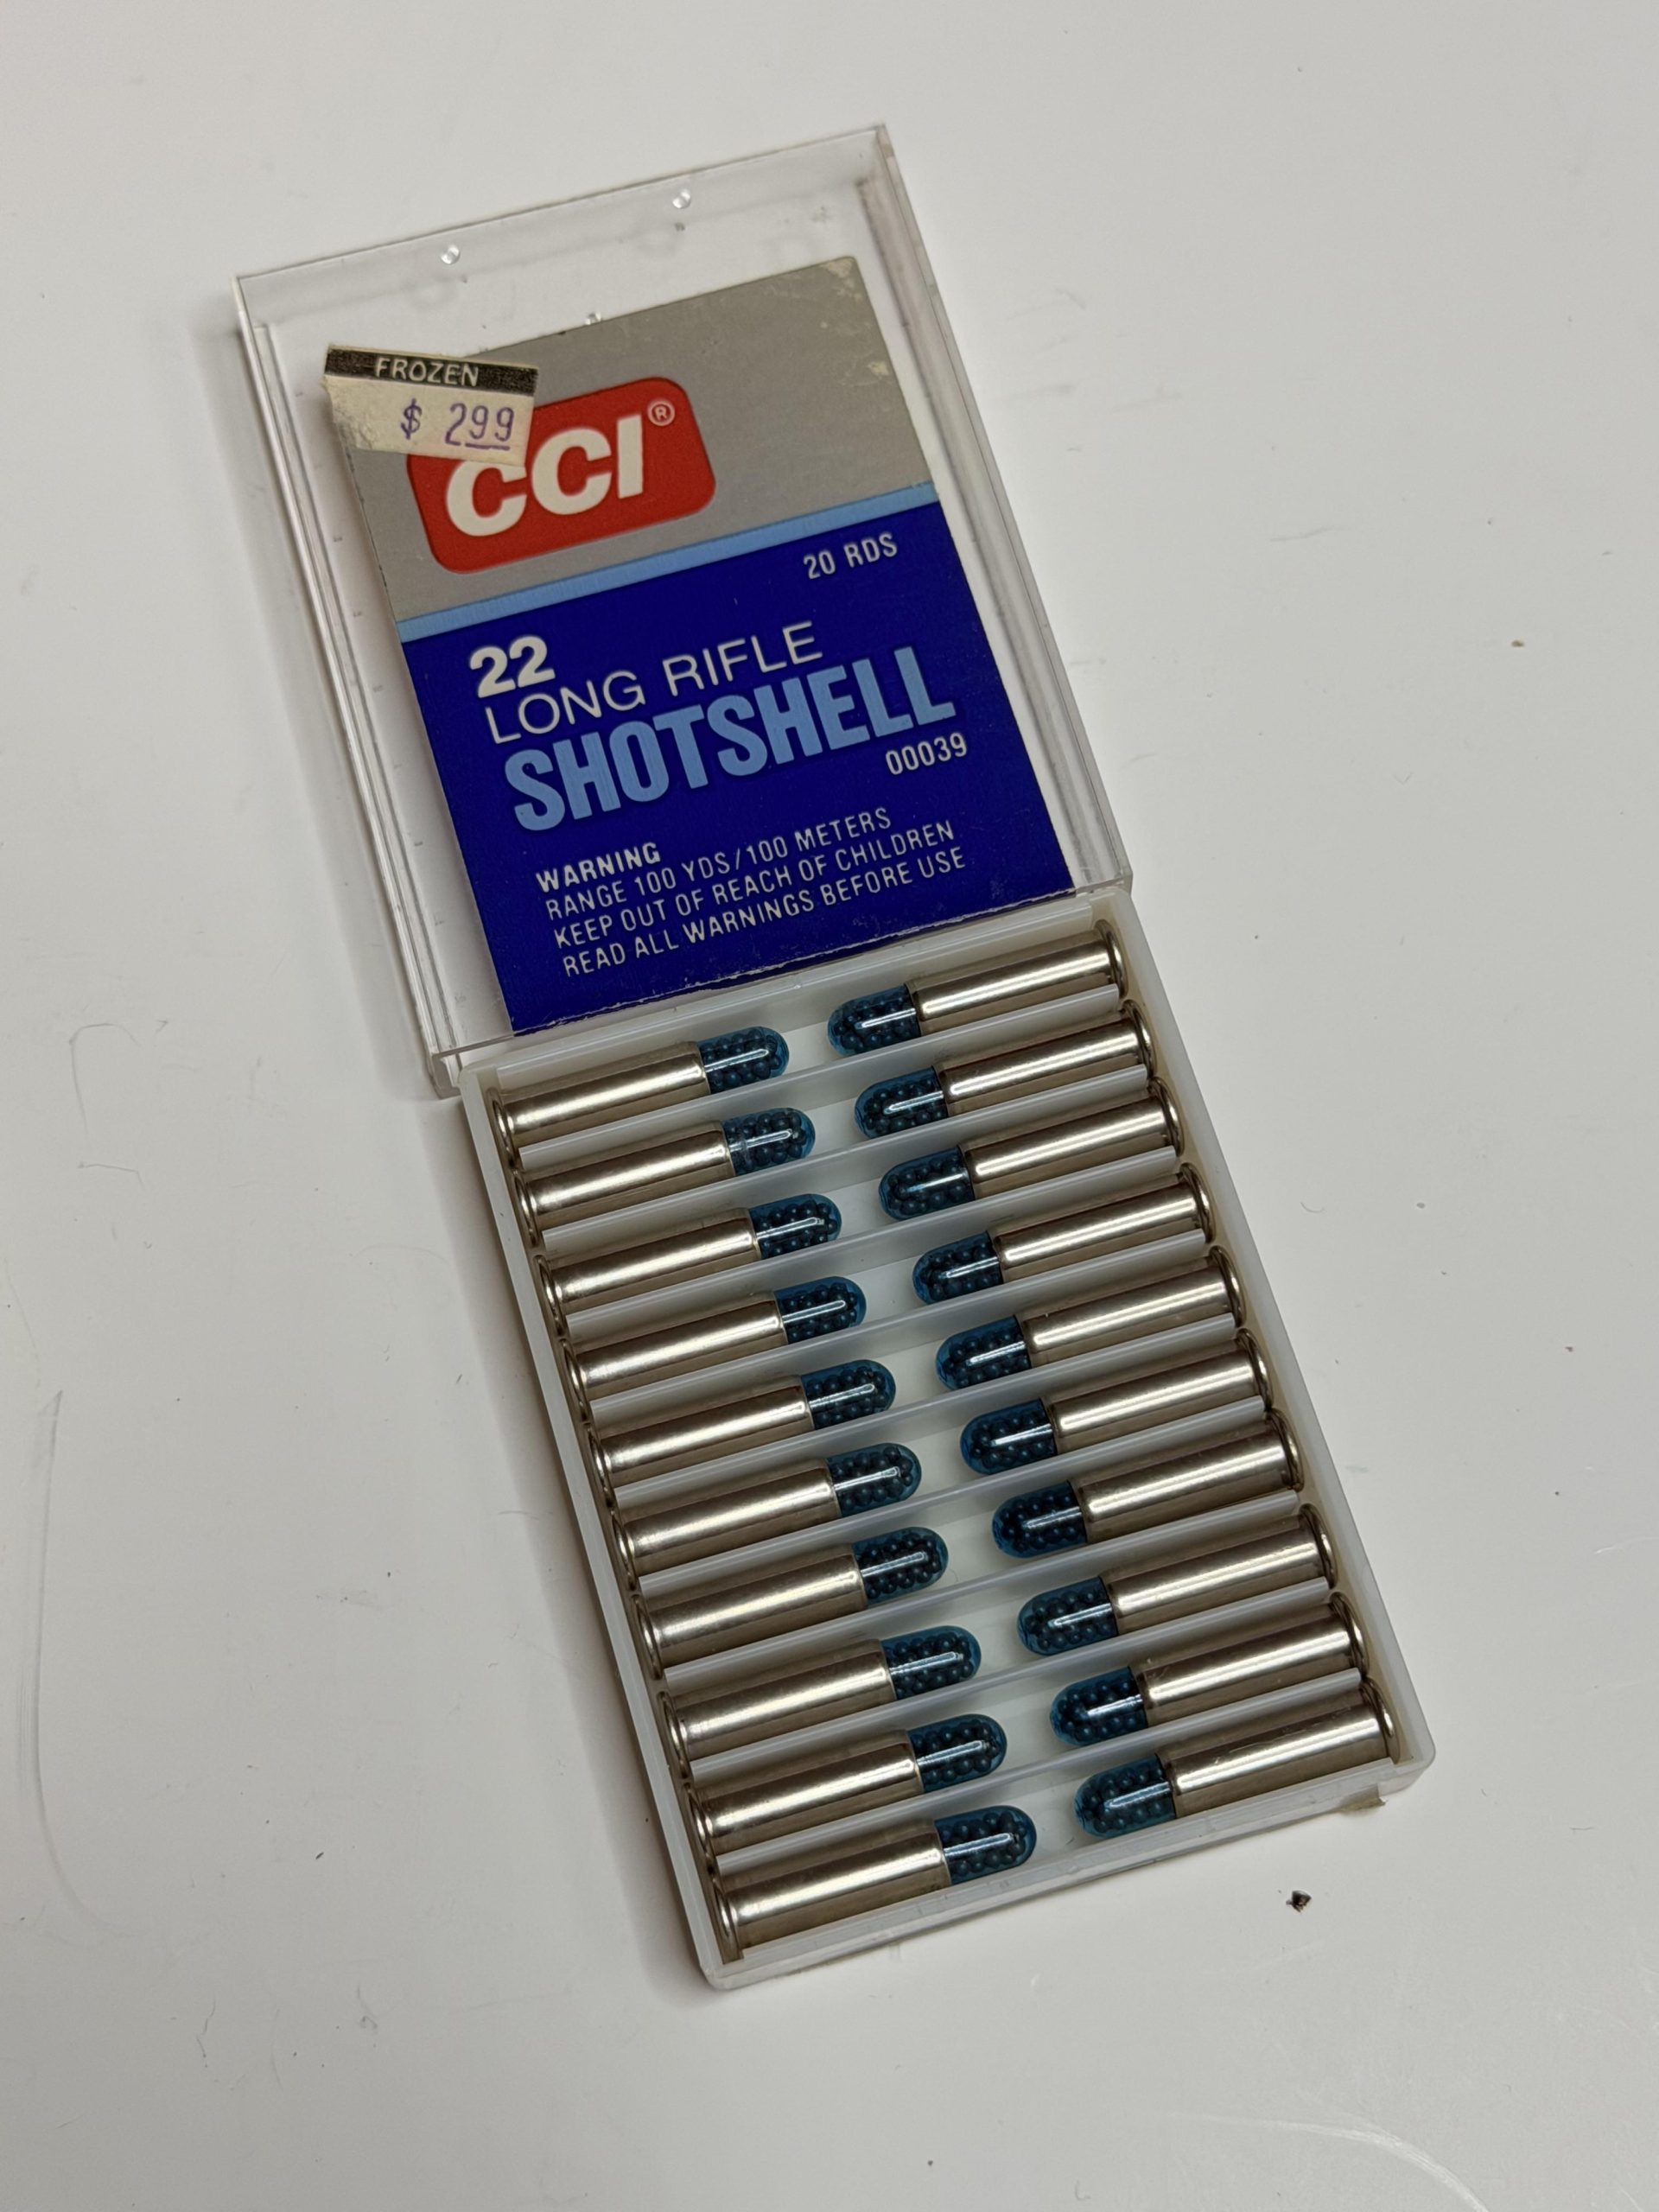 FROZEN
$ 299
CCI®
20 RDS
22
LONG RIFLE
SHOTSHELL
00039
WARNING
RANGE 100 YDS/100 METERS
KEEP OUT OF REACH OF CHILDREN
READ ALL WARNINGS BEFORE USE